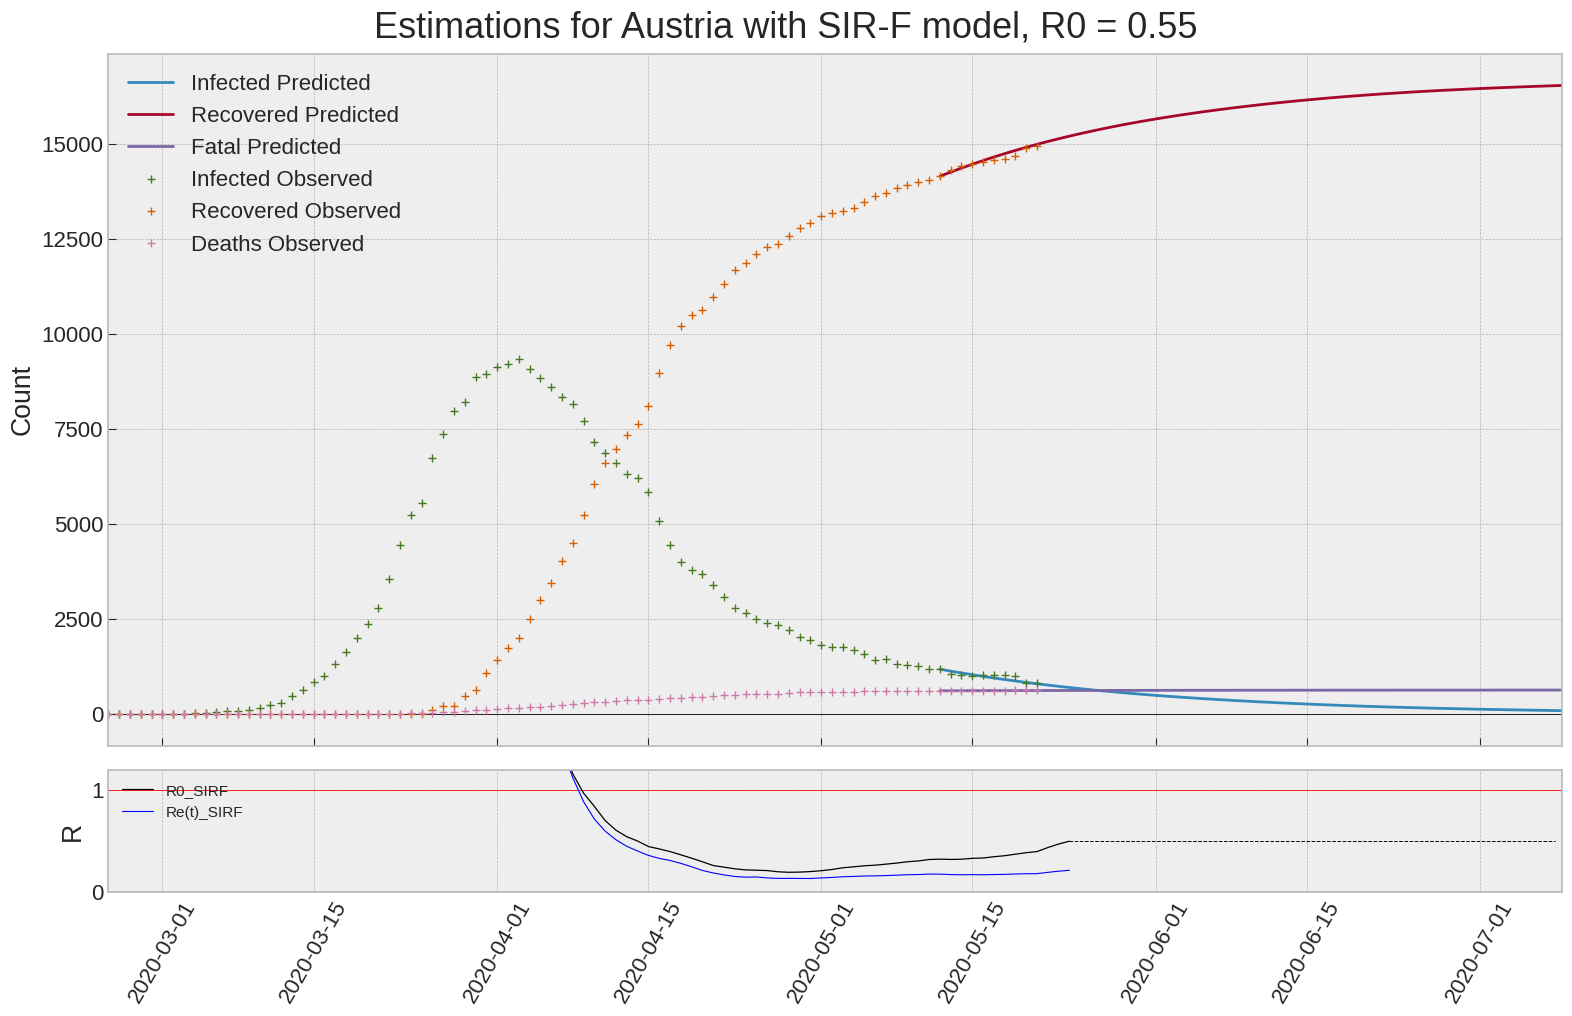 Estimations for Austria with SIR-F model, R0 = 0.55
Infected Predicted
Recovered Predicted
Fatal Predicted
Infected Observed
Recovered Observed
Deaths Observed
15000
12500
10000
7500
5000
2500
0
Count
R0_SIRF
Re(t)_SIRF
1
0
R
2020-03-01
2020-03-15
2020-04-01
2020-04-15
2020-05-01
2020-05-15
2020-06-01
2020-06-15
2020-07-01